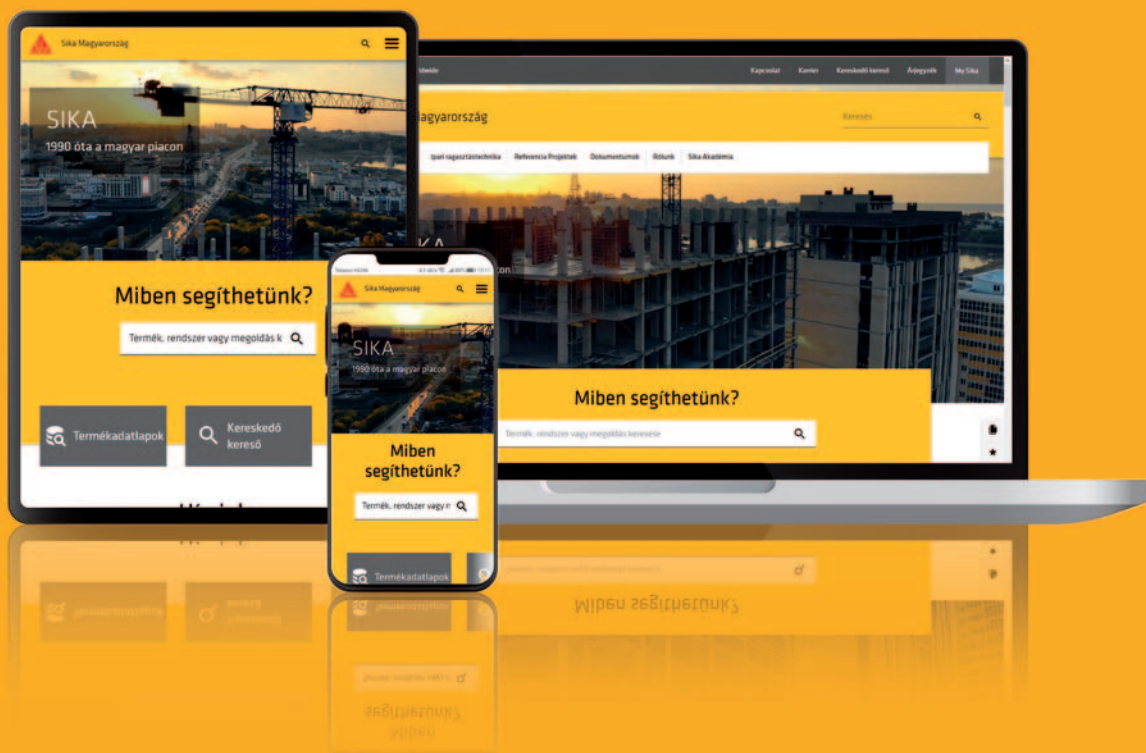 Sika Magyarország
SIKA
1990 óta a magyar piacon
Miben segíthetünk?
Termék, rendszer vagy megoldás k
Termékadatlapok
Kereskedő
kereső
Sika Magyarország
SIKA
1990 óta a magyar piacon
Miben
segíthetünk?
Termék, rendszer vagy r
Termékadatlapok
Kapcsolat
Karrier
Kereskedő kereső
Árjegyzék
My Sika
agyarország
Keresés
Ipari ragasztástechnika
Referencia Projektek
Dokumentumok
Rólunk
Sika Akadémia
KA
con
Miben segíthetünk?
Termék, rendszer vagy megoldás keresése